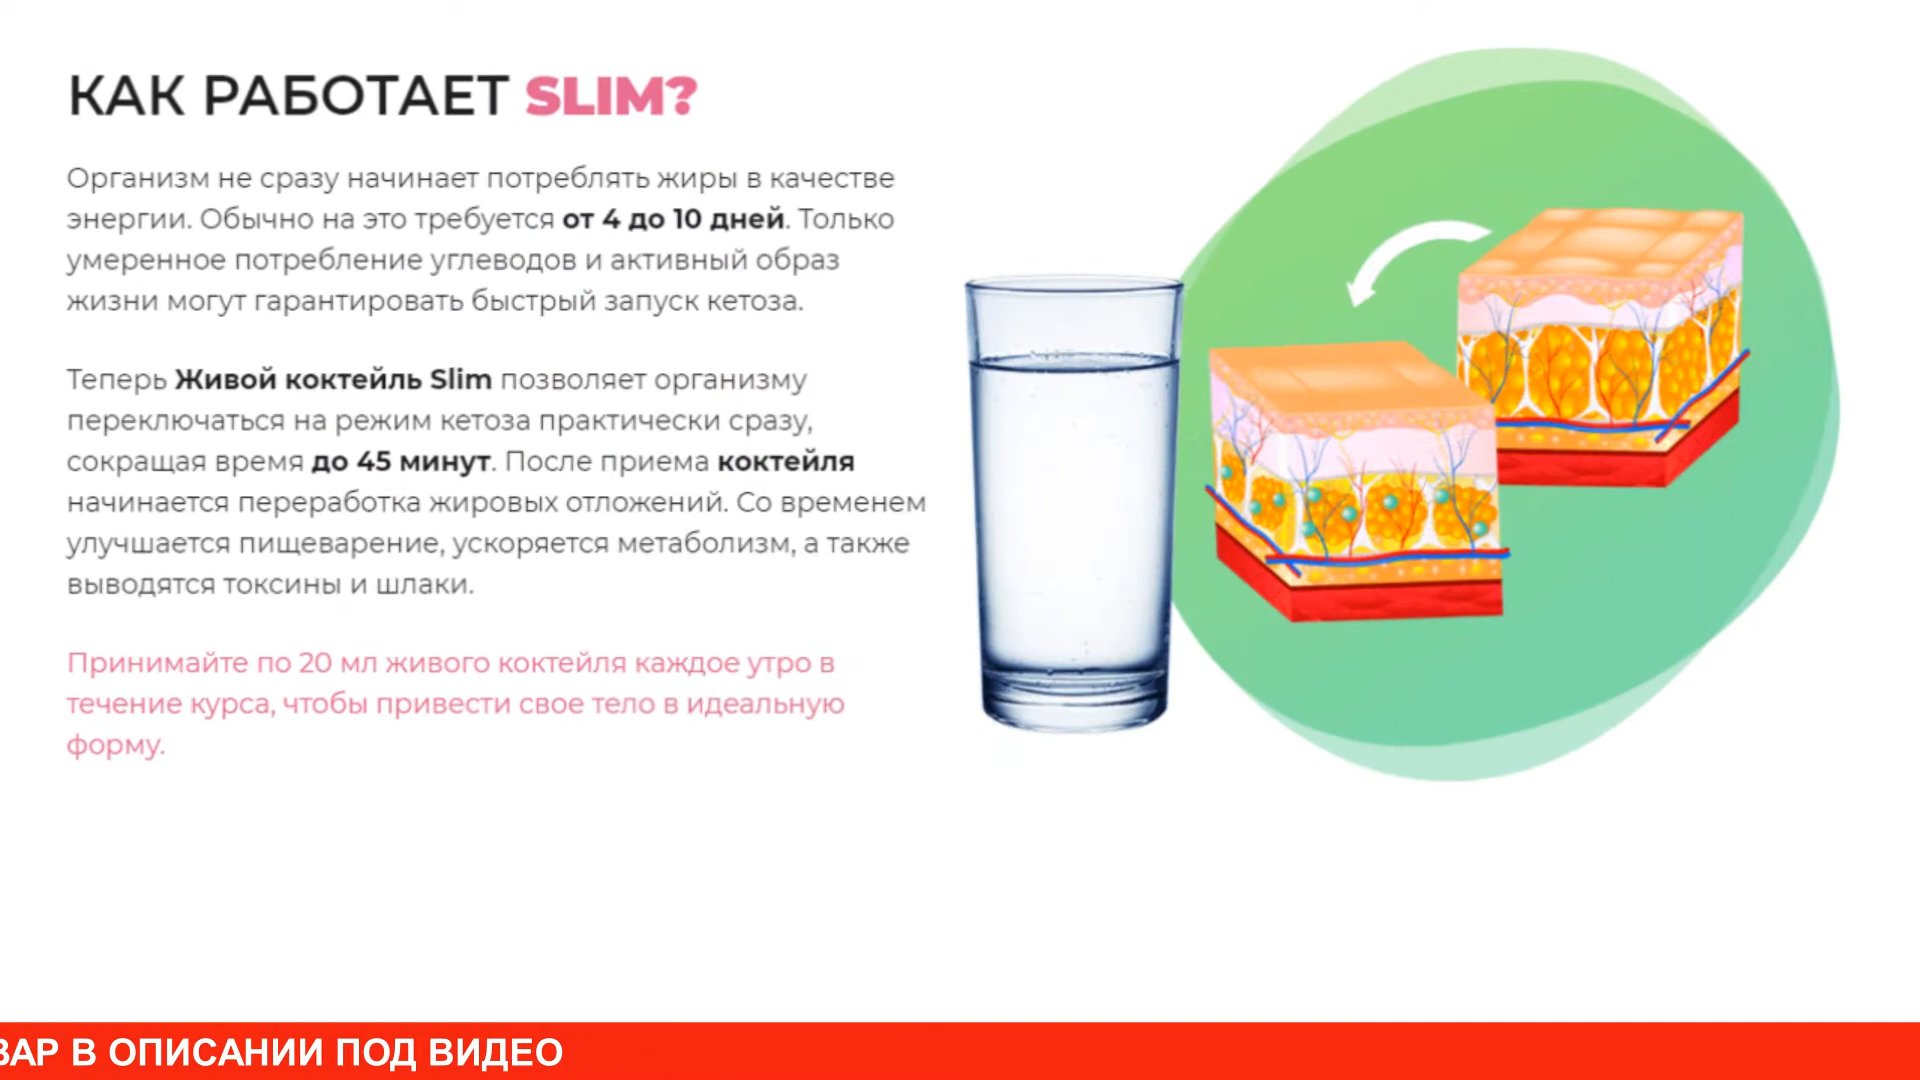 КАК РАБОТАЕТ SLIM?
Организм не сразу начинает потреблять жиры в качестве
энергии. Обычно на это требуется от 4 до 10 дней. Только
умеренное потребление углеводов и активный образ
жизни могут гарантировать быстрый запуск кетоза.
Теперь Живой коктейль Slim позволяет организму
переключаться на режим кетоза практически сразу,
сокращая время до 45 минут. После приема коктейля
начинается переработка жировых отложений. Со временем
улучшается пищеварение, ускоряется метаболизм, а также
выводятся токсины и шлаки.
Принимайте по 20 мл живого коктейля каждое утро в
течение курса, чтобы привести свое тело в идеальную
форму.
ВАР В ОПИСАНИИ ПОД ВИДЕО